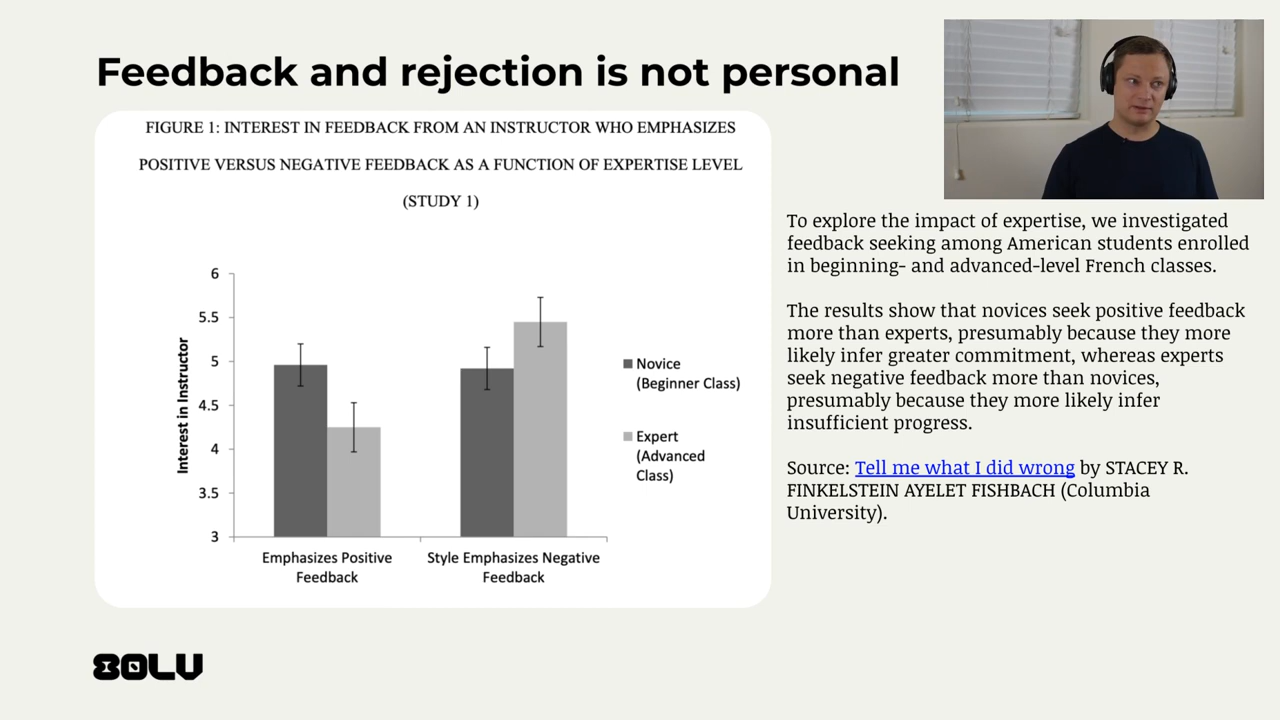 Feedback and rejection is not personal
FIGURE 1: INTEREST IN FEEDBACK FROM AN INSTRUCTOR WHO EMPHASIZES
POSITIVE VERSUS NEGATIVE FEEDBACK AS A FUNCTION OF EXPERTISE LEVEL
(STUDY 1)
Interest in Instructor
6
5.5
5
4.5
4
3.5
3
Emphasizes Positive
Feedback
Style Emphasizes Negative
Feedback
Novice
(Beginner Class)
Expert
(Advanced
Class)
To explore the impact of expertise, we investigated
feedback seeking among American students enrolled
in beginning- and advanced-level French classes.
The results show that novices seek positive feedback
more than experts, presumably because they more
likely infer greater commitment, whereas experts
seek negative feedback more than novices,
presumably because they more likely infer
insufficient progress.
Source: Tell me what I did wrong by STACEY R.
FINKELSTEIN AYELET FISHBACH (Columbia
University).
80LV